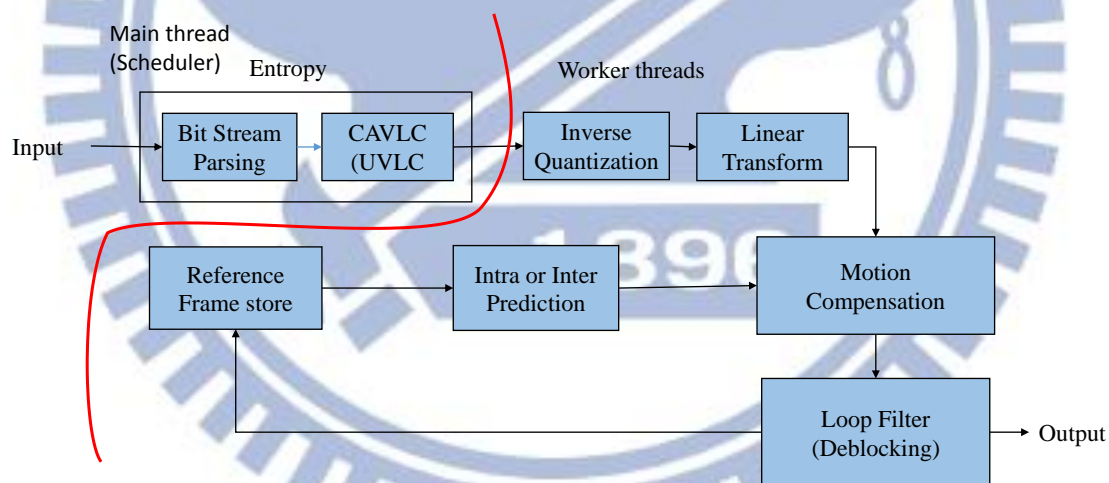 Main thread
(Scheduler)
Entropy
Worker threads
Input
Bit Stream
Parsing
CAVLC
(UVLC
Inverse
Quantization
Linear
Transform
1896
Reference
Frame store
Intra or Inter
Prediction
Motion
Compensation
Loop Filter
(Deblocking)
Output